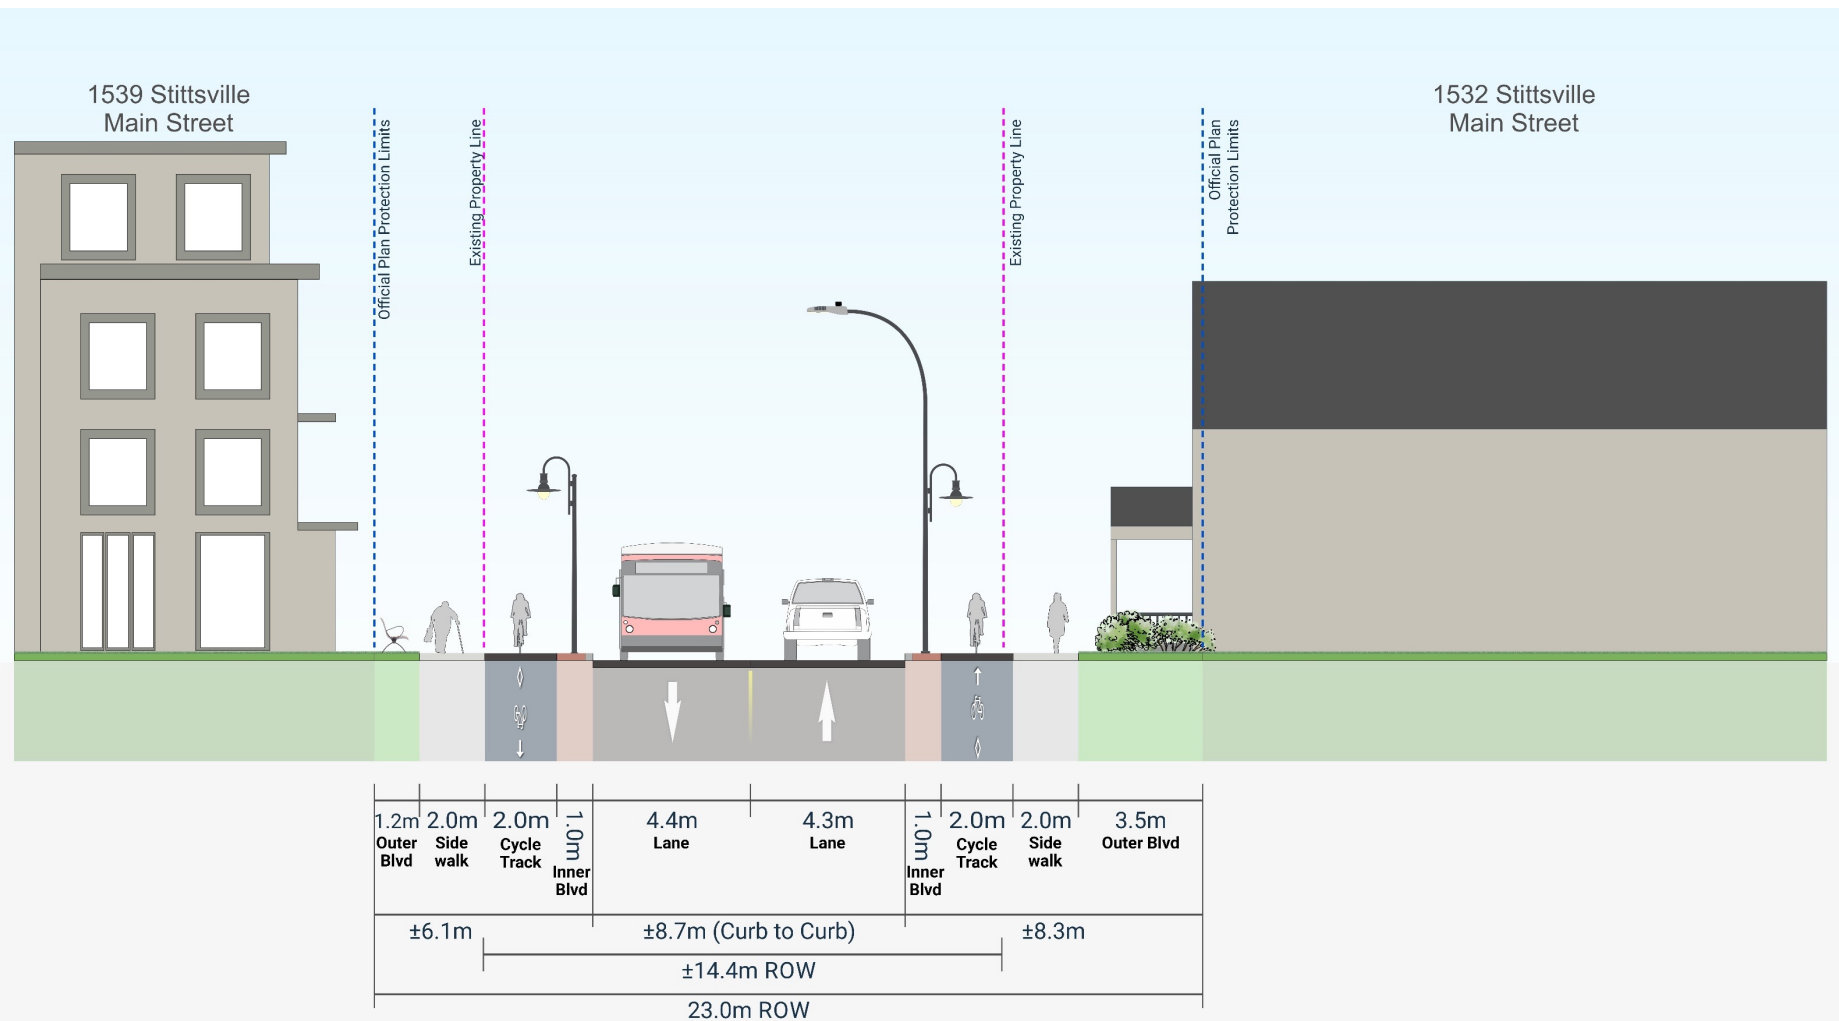 1539 Stittsville
Main Street
1532 Stittsville
Main Street
Official Plan Protection Limits
Existing Property Line
Existing Property Line
Official Plan
Protection Limits
1.2m
Outer
Blvd
2.0m
Side
walk
2.0m
Cycle
Track
1.0m
Inner
Blvd
4.4m
Lane
4.3m
Lane
1.0m
Inner
Blvd
2.0m
Cycle
Track
2.0m
Side
walk
3.5m
Outer Blvd
±6.1m
±8.7m (Curb to Curb)
±8.3m
±14.4m ROW
23.0m ROW